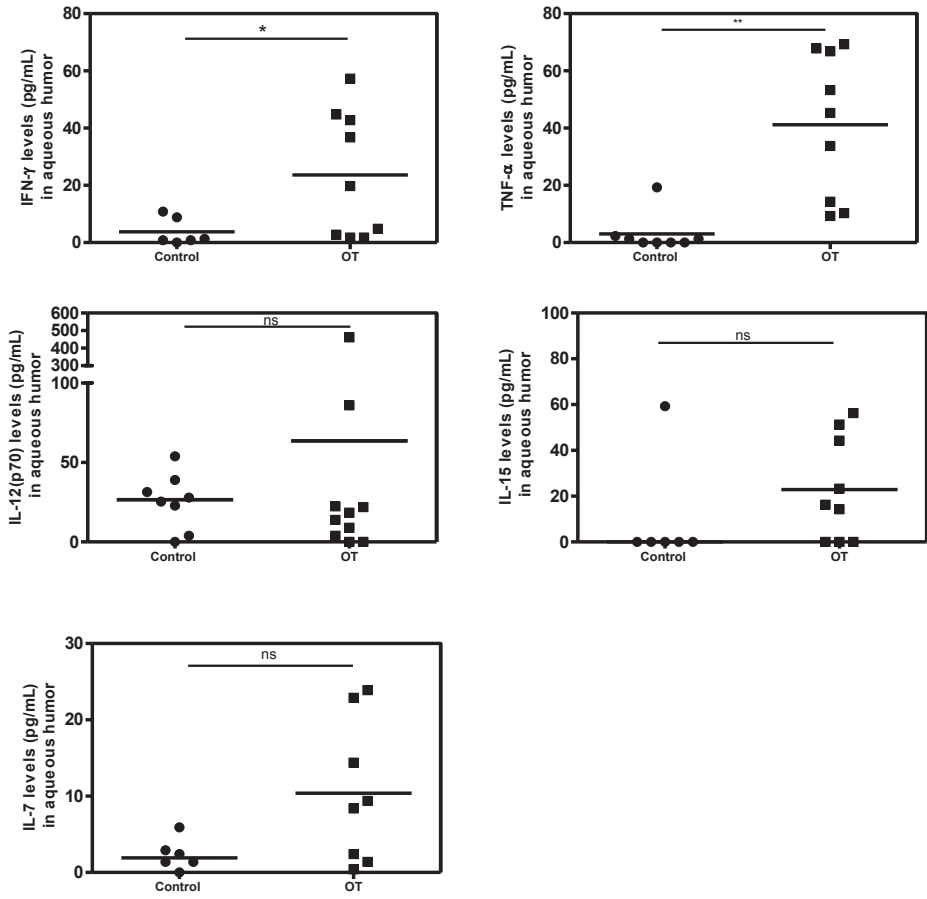 IFN-γ levels (pg/mL)
in aqueous humor
80
60
40
20
0
*
Control
OT
TNF-α levels (pg/mL)
in aqueous humor
80
60
40
20
0
**
Control
OT
IL-12(p70) levels (pg/mL)
in aqueous humor
600
500
400
300
100
50
0
ns
Control
OT
IL-15 levels (pg/mL)
in aqueous humor
100
80
60
40
20
0
ns
Control
OT
IL-7 levels (pg/mL)
in aqueous humor
30
20
10
0
ns
Control
OT